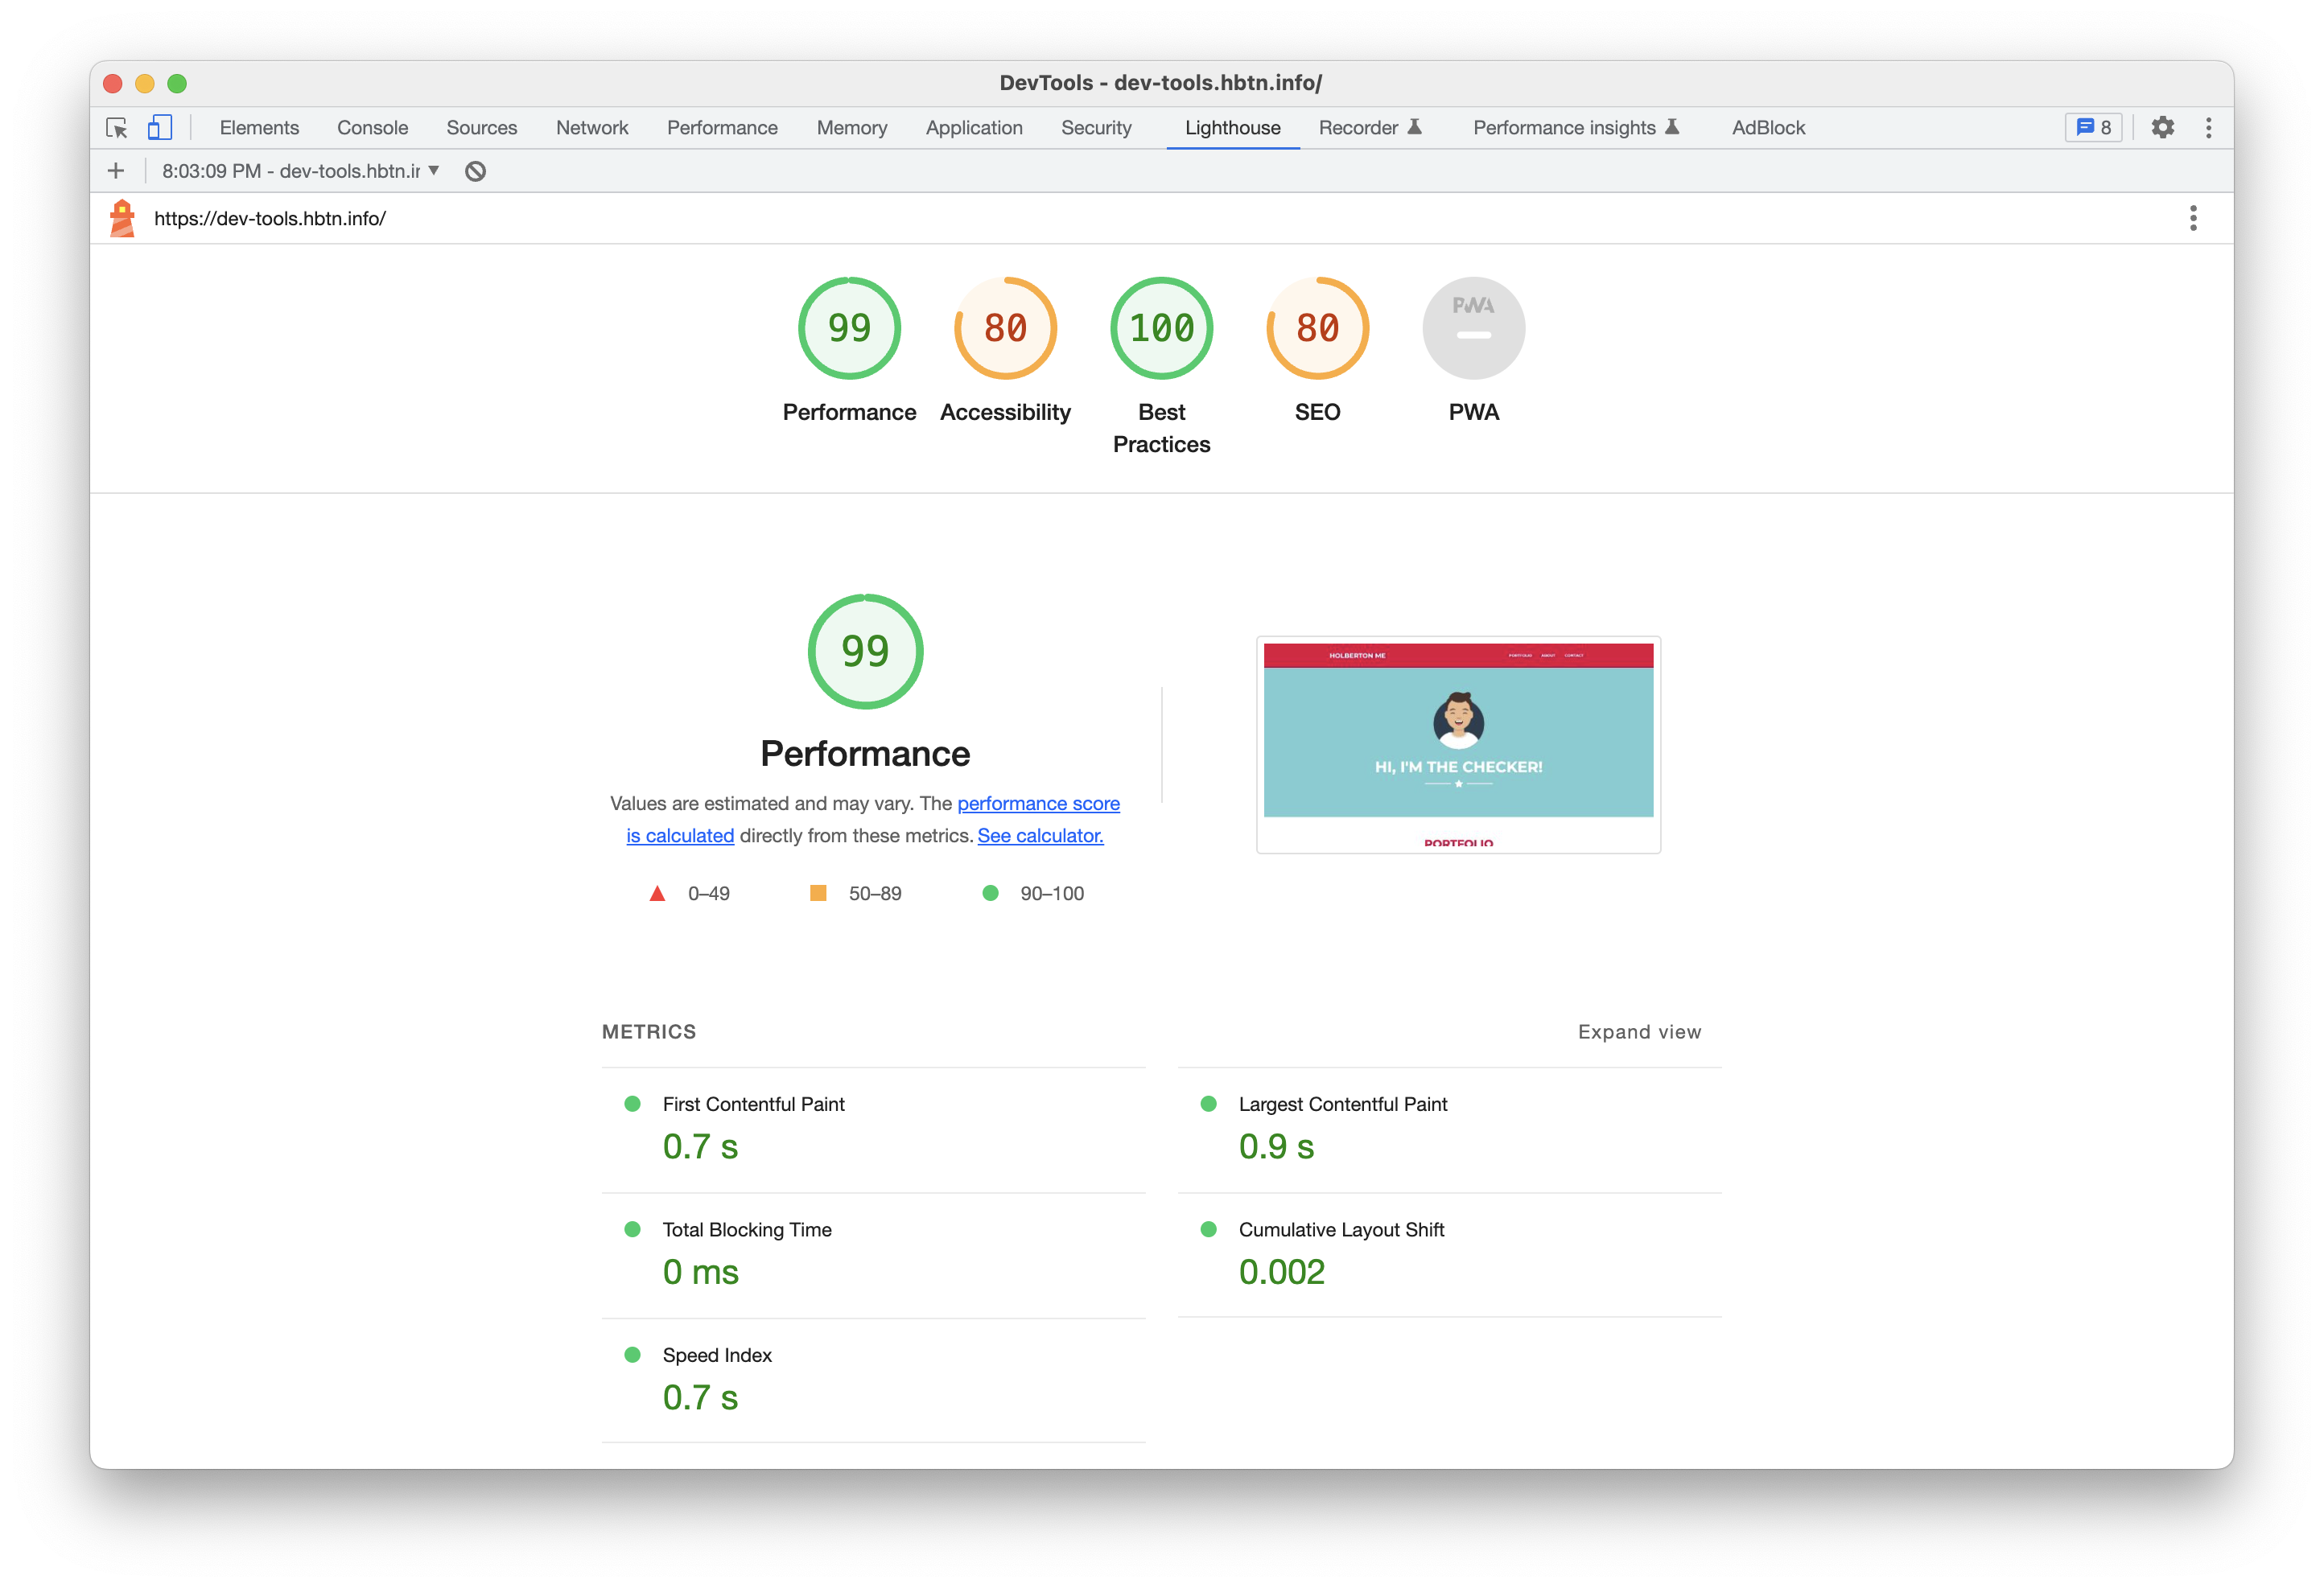 DevTools - dev-tools.hbtn.info/
Elements Console Sources Network Performance Memory Application Security Lighthouse Recorder Performance insights AdBlock 8
8:03:09 PM - dev-tools.hbtn.ir
https://dev-tools.hbtn.info/
99 80 100 80 PWA
Performance Accessibility Best Practices SEO PWA
99
Performance
Values are estimated and may vary. The performance score
is calculated directly from these metrics. See calculator.
0–49 50–89 90–100
HOLBERTON ME PORTFOLIO ABOUT CONTACT
HI, I'M THE CHECKER!
PORTFOLIO
METRICS Expand view
First Contentful Paint
0.7 s
Largest Contentful Paint
0.9 s
Total Blocking Time
0 ms
Cumulative Layout Shift
0.002
Speed Index
0.7 s